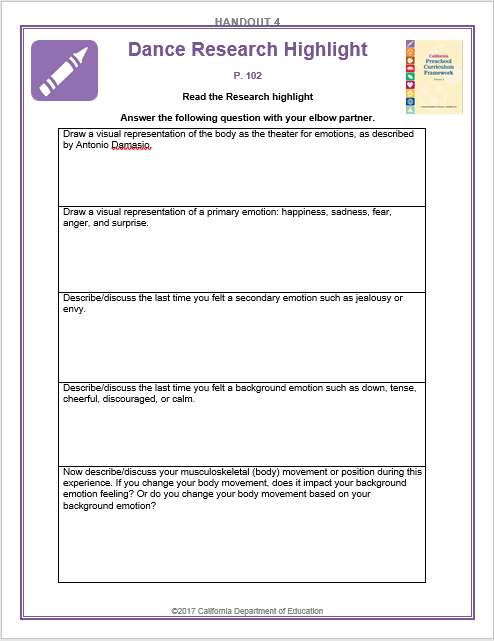 HANDOUT 4
Dance Research Highlight
P. 102
California
Preschool
Curriculum
Framework
Read the Research highlight
Answer the following question with your elbow partner.
Draw a visual representation of the body as the theater for emotions, as described
by Antonio Damasio.
Draw a visual representation of a primary emotion: happiness, sadness, fear,
anger, and surprise.
Describe/discuss the last time you felt a secondary emotion such as jealousy or
envy.
Describe/discuss the last time you felt a background emotion such as down, tense,
cheerful, discouraged, or calm.
Now describe/discuss your musculoskeletal (body) movement or position during this
experience. If you change your body movement, does it impact your background
emotion feeling? Or do you change your body movement based on your
background emotion?
©2017 California Department of Education